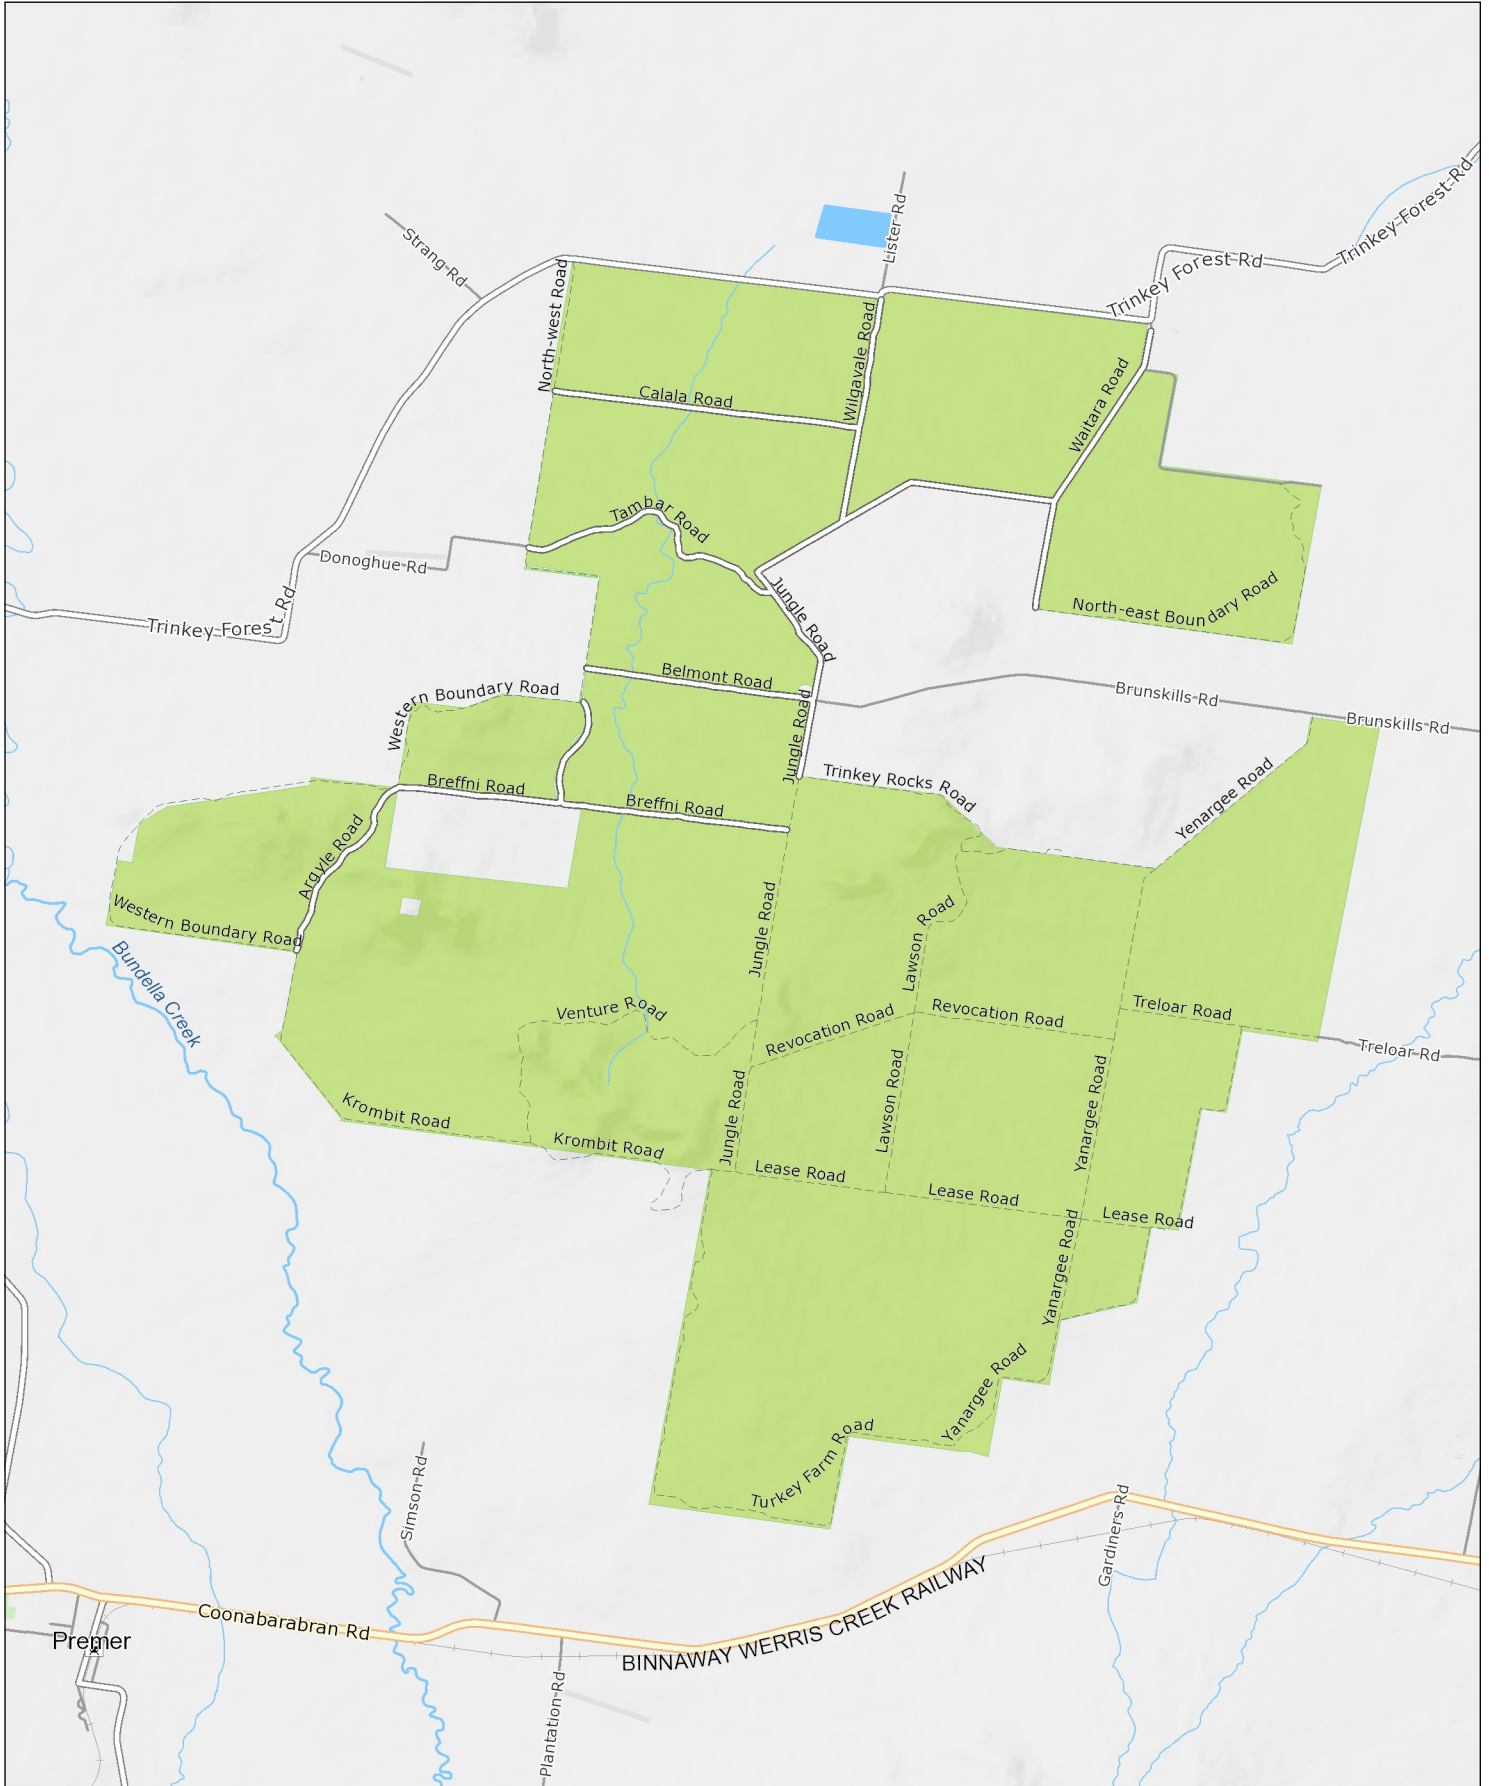 Trinkey Forest Rd
Lister Rd
Strang Rd
Trinkey Forest Rd
North-west Road
Wilgavale Road
Waitara Road
Calala Road
Tambar Road
Donoghue Rd
Jungle Road
North-east Boundary Road
Trinkey Forest Rd
Belmont Road
Western Boundary Road
Brunskills Rd
Brunskills Rd
Jungle Road
Trinkey Rocks Road
Yenargee Road
Breffni Road
Breffni Road
Argyle Road
Jungle Road
Lawson Road
Western Boundary Road
Bundella Creek
Venture Road
Revocation Road
Revocation Road
Treloar Road
Treloar Rd
Krombit Road
Krombit Road
Jungle Road
Lawson Road
Yanargee Road
Lease Road
Lease Road
Lease Road
Yanargee Road
Yanargee Road
Turkey Farm Road
Simson Rd
Gardiners Rd
Coonabarabran Rd
BINNAWAY WERRIS CREEK RAILWAY
Premer
Plantation Rd